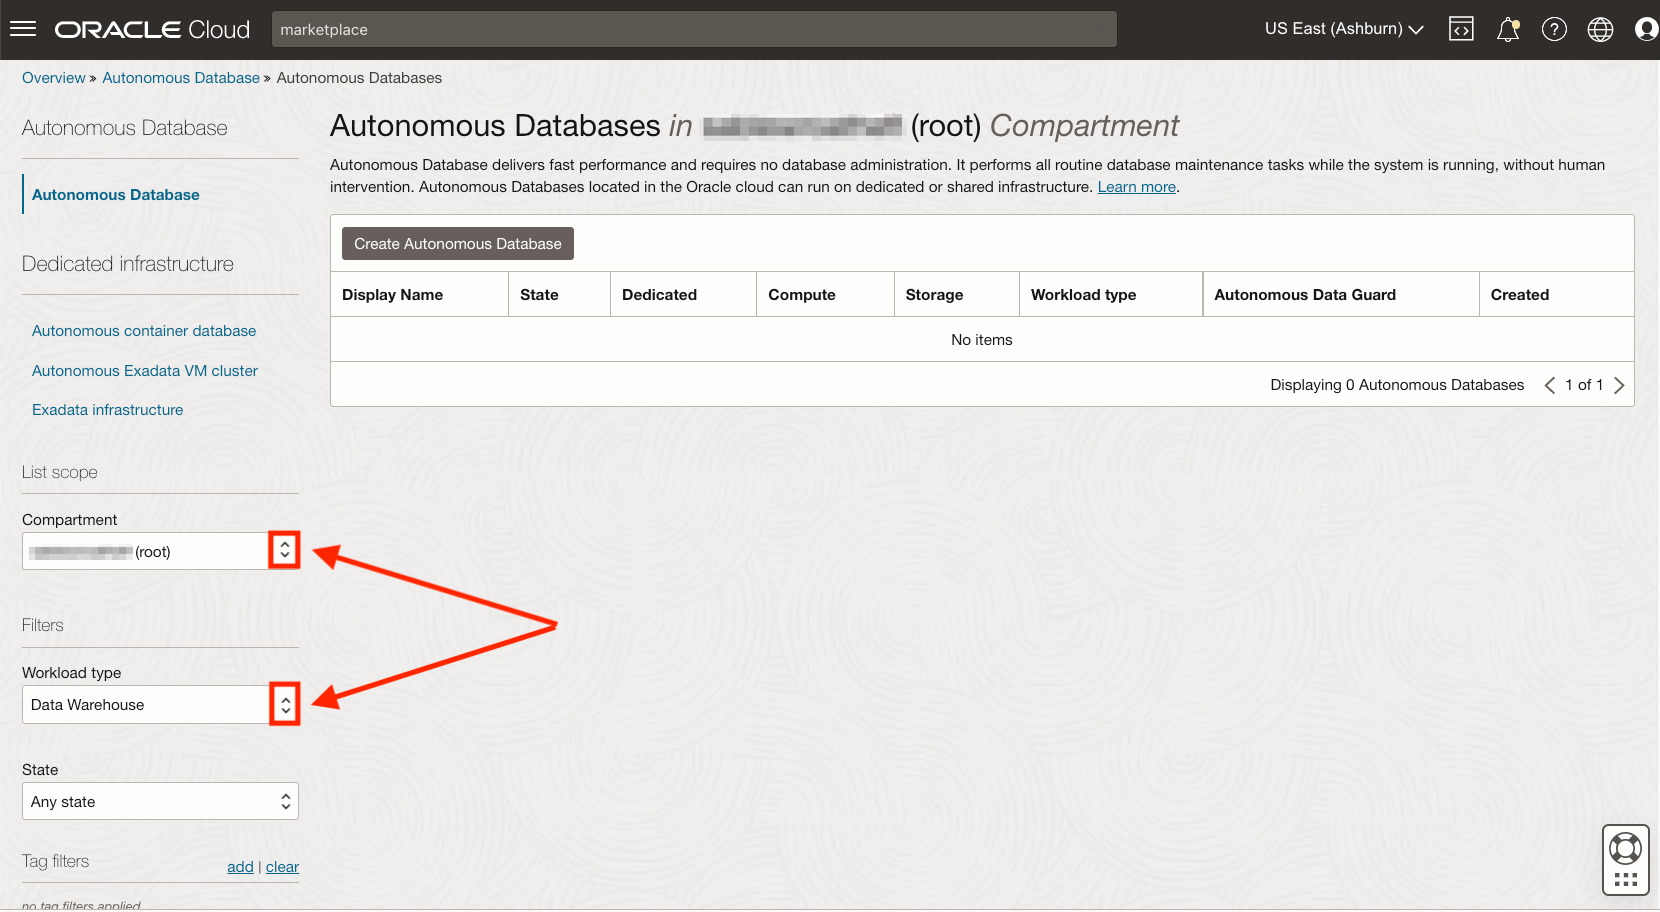 ORACLE Cloud
marketplace
US East (Ashburn)
Overview » Autonomous Database » Autonomous Databases
Autonomous Database
Autonomous Database
Dedicated infrastructure
Autonomous container database
Autonomous Exadata VM cluster
Exadata infrastructure
List scope
Compartment
(root)
Filters
Workload type
Data Warehouse
State
Any state
Tag filters
add | clear
no tag filters applied
Autonomous Databases in (root) Compartment
Autonomous Database delivers fast performance and requires no database administration. It performs all routine database maintenance tasks while the system is running, without human
intervention. Autonomous Databases located in the Oracle cloud can run on dedicated or shared infrastructure. Learn more.
Create Autonomous Database
Display Name State Dedicated Compute Storage Workload type Autonomous Data Guard Created
No items
Displaying 0 Autonomous Databases < 1 of 1 >